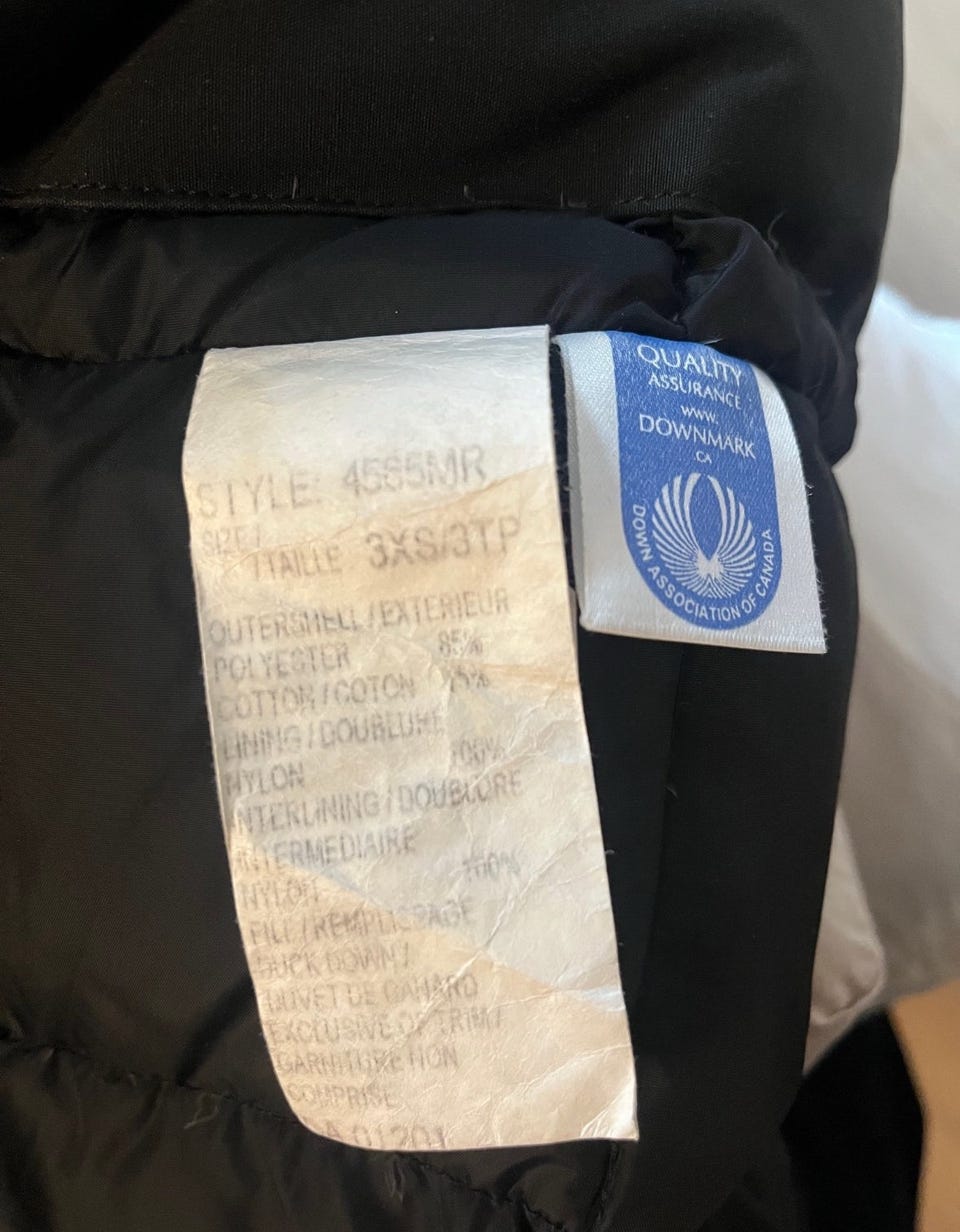 STYLE: 4565MR
SIZE /
/ TAILLE 3XS/3TP
OUTERSHELL / EXTERIEUR
POLYESTER 85%
COTTON / COTON 15%
LINING / DOUBLURE
NYLON 100%
INTERLINING / DOUBLURE
INTERMEDIAIRE
NYLON 100%
FILL / REMPLISSAGE
DUCK DOWN /
DUVET DE CANARD
EXCLUSIVE OF TRIM /
GARNITURE NON
COMPRISE
01201
QUALITY
ASSURANCE
www.
DOWNMARK
CA
DOWN ASSOCIATION OF CANADA